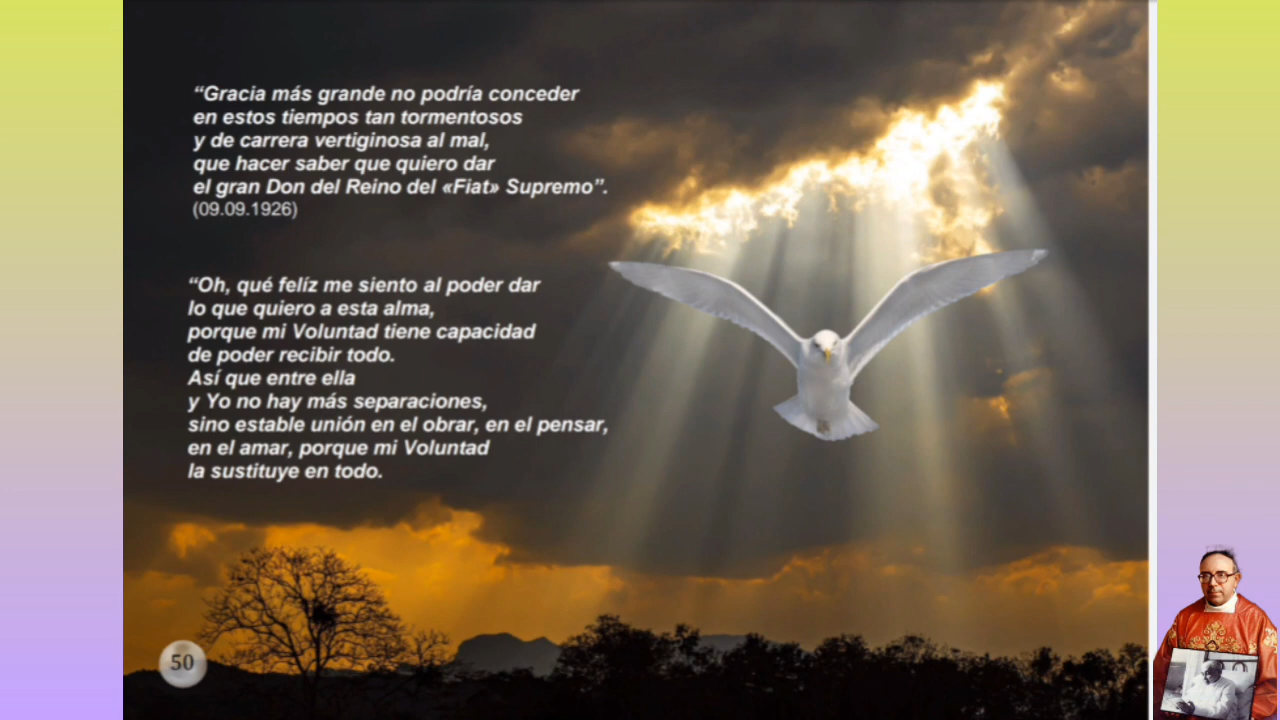 “Gracia más grande no podría conceder
en estos tiempos tan tormentosos
y de carrera vertiginosa al mal,
que hacer saber que quiero dar
el gran Don del Reino del «Fiat» Supremo”.
(09.09.1926)
“Oh, qué felíz me siento al poder dar
lo que quiero a esta alma,
porque mi Voluntad tiene capacidad
de poder recibir todo.
Así que entre ella
y Yo no hay más separaciones,
sino estable unión en el obrar, en el pensar,
en el amar, porque mi Voluntad
la sustituye en todo.
50